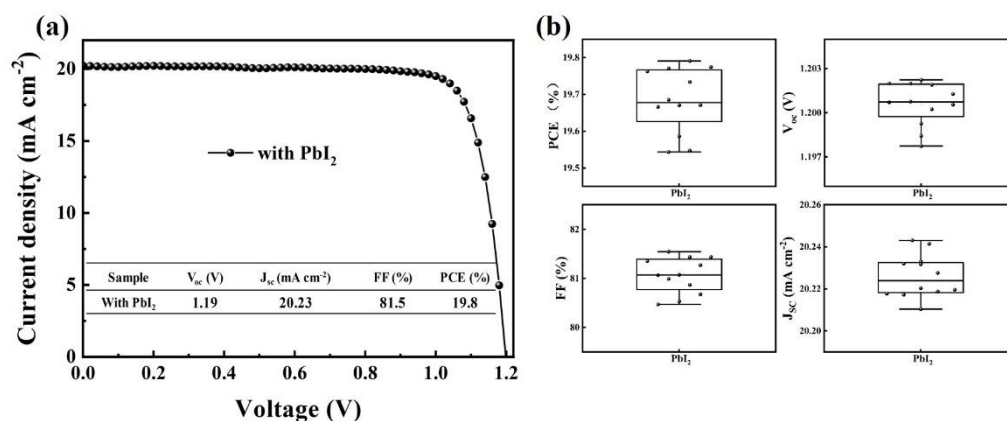 (a)
Current density (mA cm⁻²)
25
20
15
10
5
0
with PbI₂
Sample Vₒc (V) Jsc (mA cm⁻²) FF (%) PCE (%)
With PbI₂ 1.19 20.23 81.5 19.8
0.0 0.2 0.4 0.6 0.8 1.0 1.2
Voltage (V)
(b)
PCE (%)
19.8
19.7
19.6
19.5
PbI₂
Vₒc (V)
1.203
1.200
1.197
PbI₂
FF (%)
82
81
80
PbI₂
JSC (mA cm⁻²)
20.26
20.24
20.22
20.20
PbI₂